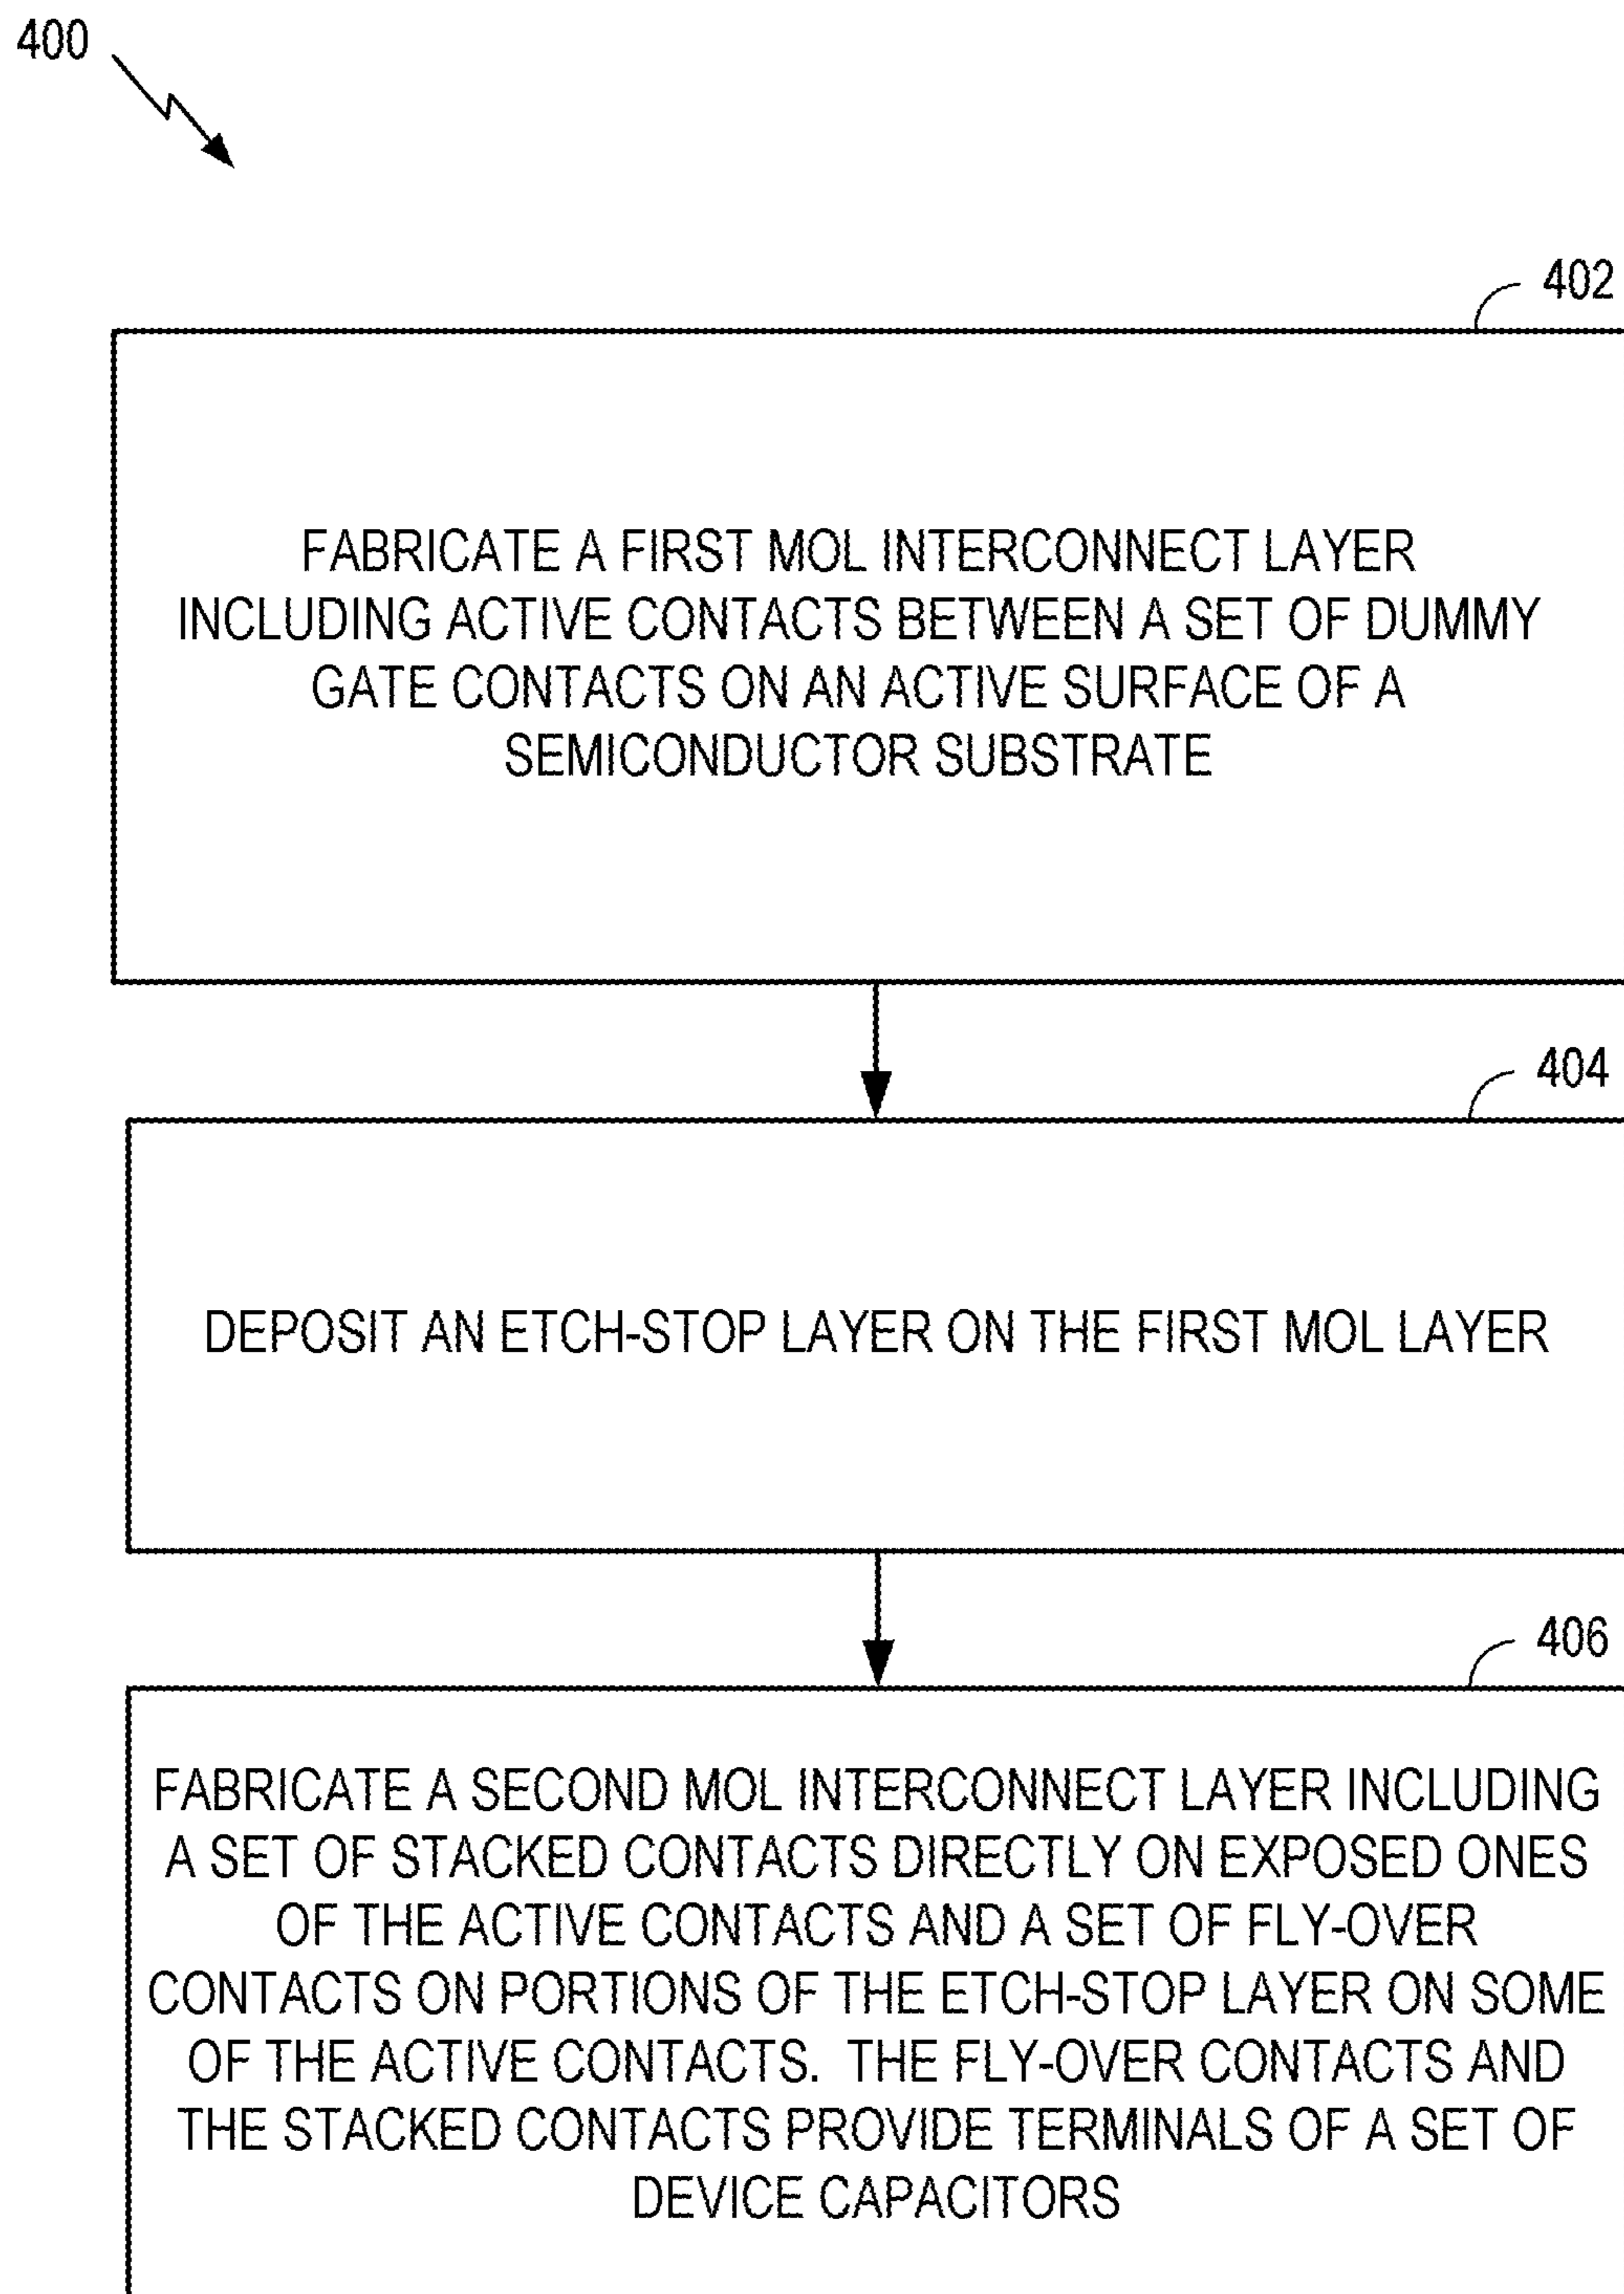 400
402
FABRICATE A FIRST MOL INTERCONNECT LAYER
INCLUDING ACTIVE CONTACTS BETWEEN A SET OF DUMMY
GATE CONTACTS ON AN ACTIVE SURFACE OF A
SEMICONDUCTOR SUBSTRATE
404
DEPOSIT AN ETCH-STOP LAYER ON THE FIRST MOL LAYER
406
FABRICATE A SECOND MOL INTERCONNECT LAYER INCLUDING
A SET OF STACKED CONTACTS DIRECTLY ON EXPOSED ONES
OF THE ACTIVE CONTACTS AND A SET OF FLY-OVER
CONTACTS ON PORTIONS OF THE ETCH-STOP LAYER ON SOME
OF THE ACTIVE CONTACTS. THE FLY-OVER CONTACTS AND
THE STACKED CONTACTS PROVIDE TERMINALS OF A SET OF
DEVICE CAPACITORS